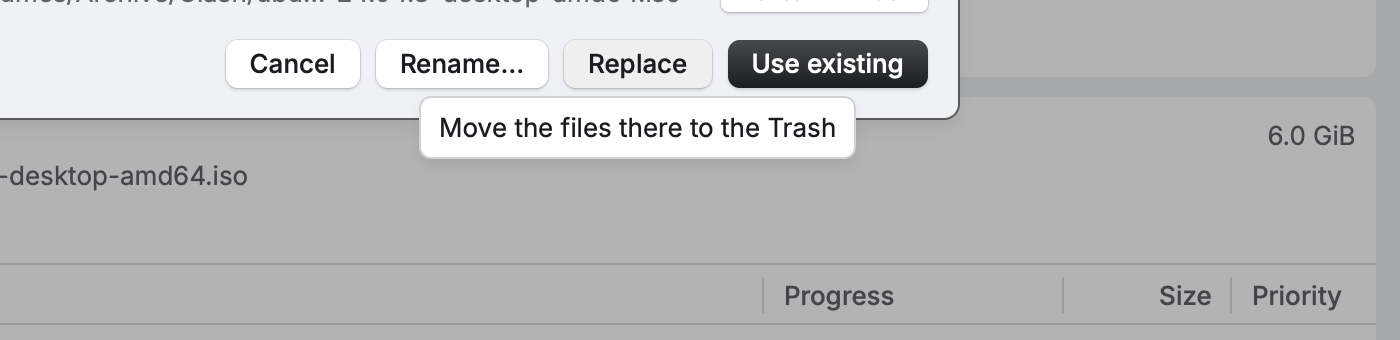 Cancel
Rename...
Replace
Use existing
Move the files there to the Trash
6.0 GiB
-desktop-amd64.iso
Progress
Size
Priority